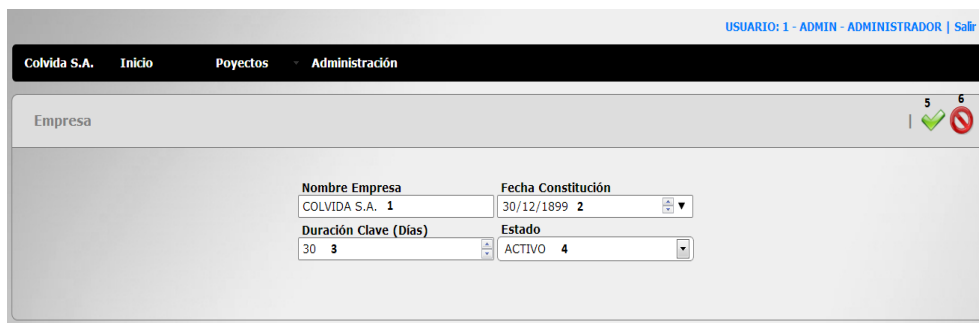 USUARIO: 1 - ADMIN - ADMINISTRADOR | Salir
Colvida S.A. Inicio Poyectos Administración
Empresa | 5 6
Nombre Empresa Fecha Constitución
COLVIDA S.A. 1 30/12/1899 2
Duración Clave (Días) Estado
30 3 ACTIVO 4